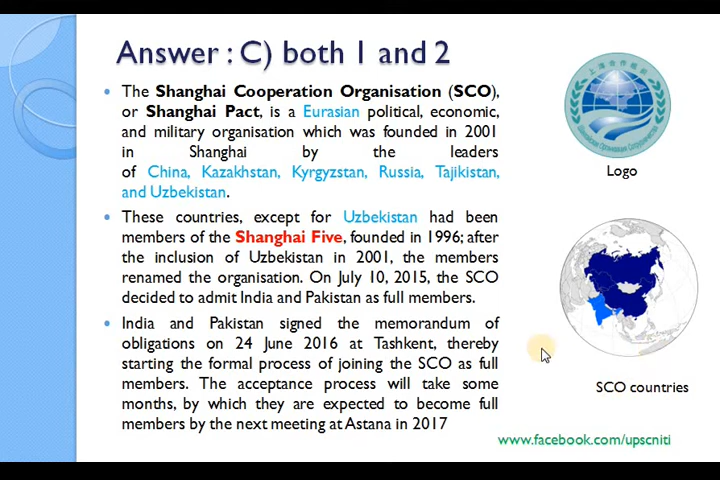 Answer : C) both 1 and 2
The Shanghai Cooperation Organisation (SCO),
or Shanghai Pact, is a Eurasian political, economic,
and military organisation which was founded in 2001
in Shanghai by the leaders
of China, Kazakhstan, Kyrgyzstan, Russia, Tajikistan,
and Uzbekistan.
These countries, except for Uzbekistan had been
members of the Shanghai Five, founded in 1996; after
the inclusion of Uzbekistan in 2001, the members
renamed the organisation. On July 10, 2015, the SCO
decided to admit India and Pakistan as full members.
India and Pakistan signed the memorandum of
obligations on 24 June 2016 at Tashkent, thereby
starting the formal process of joining the SCO as full
members. The acceptance process will take some
months, by which they are expected to become full
members by the next meeting at Astana in 2017
上海合作组织
Logo
SCO countries
www.facebook.com/upscniti